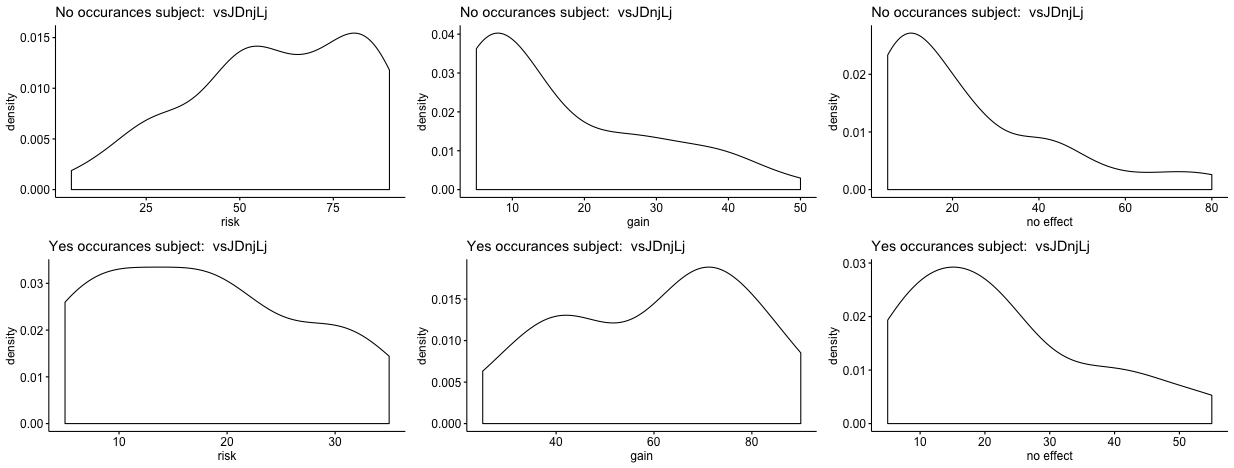 No occurances subject:  vsJDnjLj
density
0.015
0.010
0.005
0.000
25 50 75
risk
No occurances subject:  vsJDnjLj
density
0.04
0.03
0.02
0.01
0.00
10 20 30 40 50
gain
No occurances subject:  vsJDnjLj
density
0.02
0.01
0.00
20 40 60 80
no effect
Yes occurances subject:  vsJDnjLj
density
0.03
0.02
0.01
0.00
10 20 30
risk
Yes occurances subject:  vsJDnjLj
density
0.015
0.010
0.005
0.000
40 60 80
gain
Yes occurances subject:  vsJDnjLj
density
0.03
0.02
0.01
0.00
10 20 30 40 50
no effect